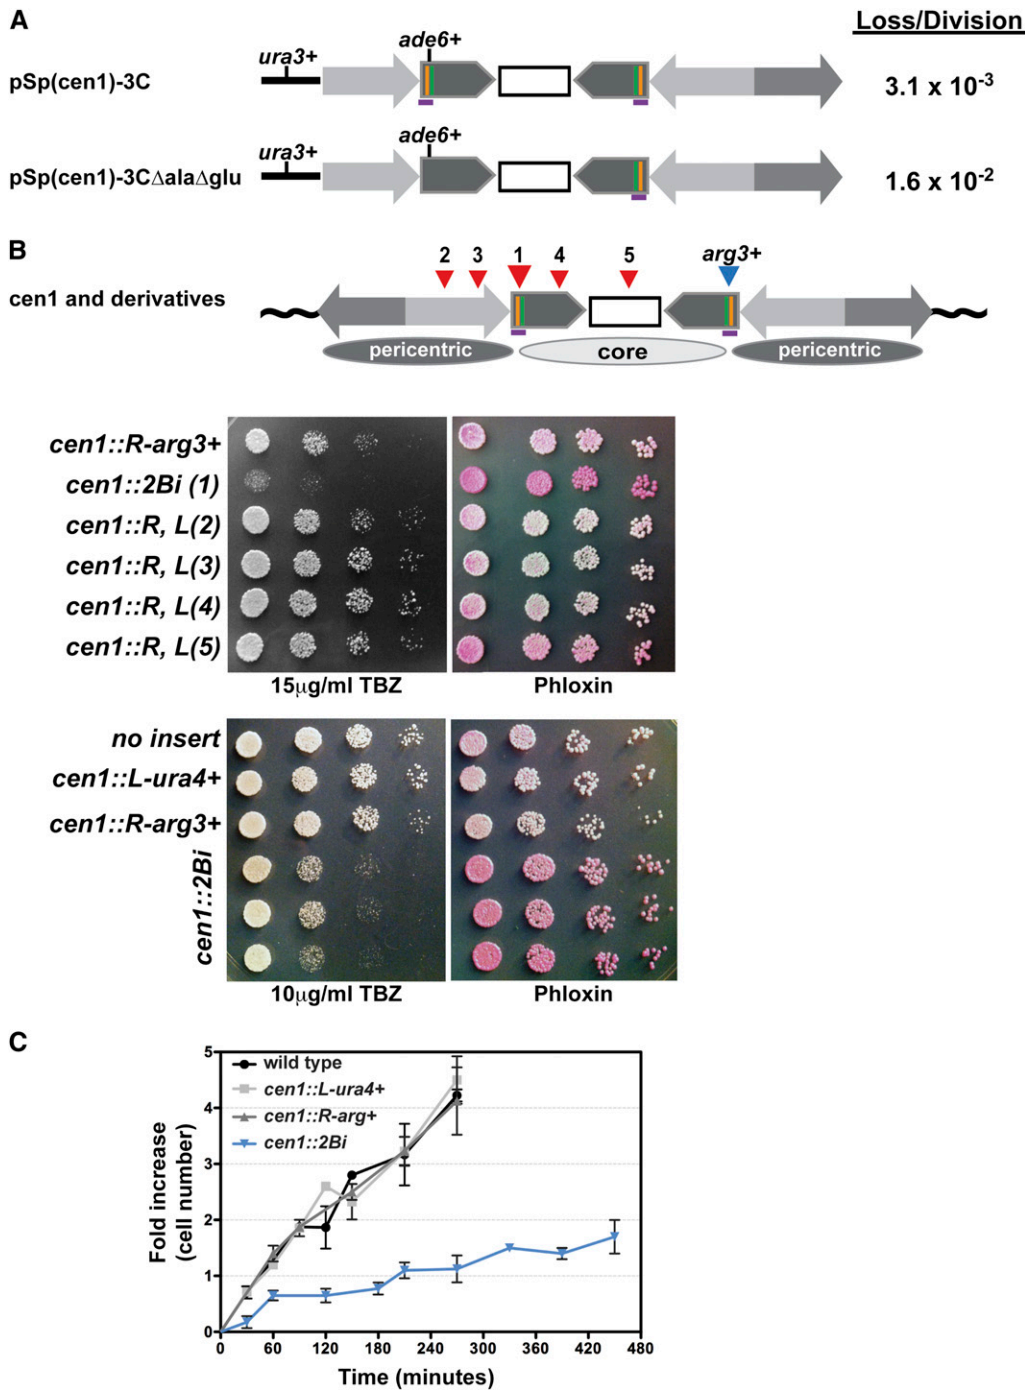 A
Loss/Division
ura3+
ade6+
pSp(cen1)-3C
3.1 x 10⁻³
ura3+
ade6+
pSp(cen1)-3CΔalaΔglu
1.6 x 10⁻²
B
2 3 1 4 5 arg3+
cen1 and derivatives
pericentric core pericentric
cen1::R-arg3+
cen1::2Bi (1)
cen1::R, L(2)
cen1::R, L(3)
cen1::R, L(4)
cen1::R, L(5)
15μg/ml TBZ Phloxin
no insert
cen1::L-ura4+
cen1::R-arg3+
cen1::2Bi
10μg/ml TBZ Phloxin
C
Fold increase
(cell number)
5
4
3
2
1
0
wild type
cen1::L-ura4+
cen1::R-arg+
cen1::2Bi
0 60 120 180 240 300 360 420 480
Time (minutes)